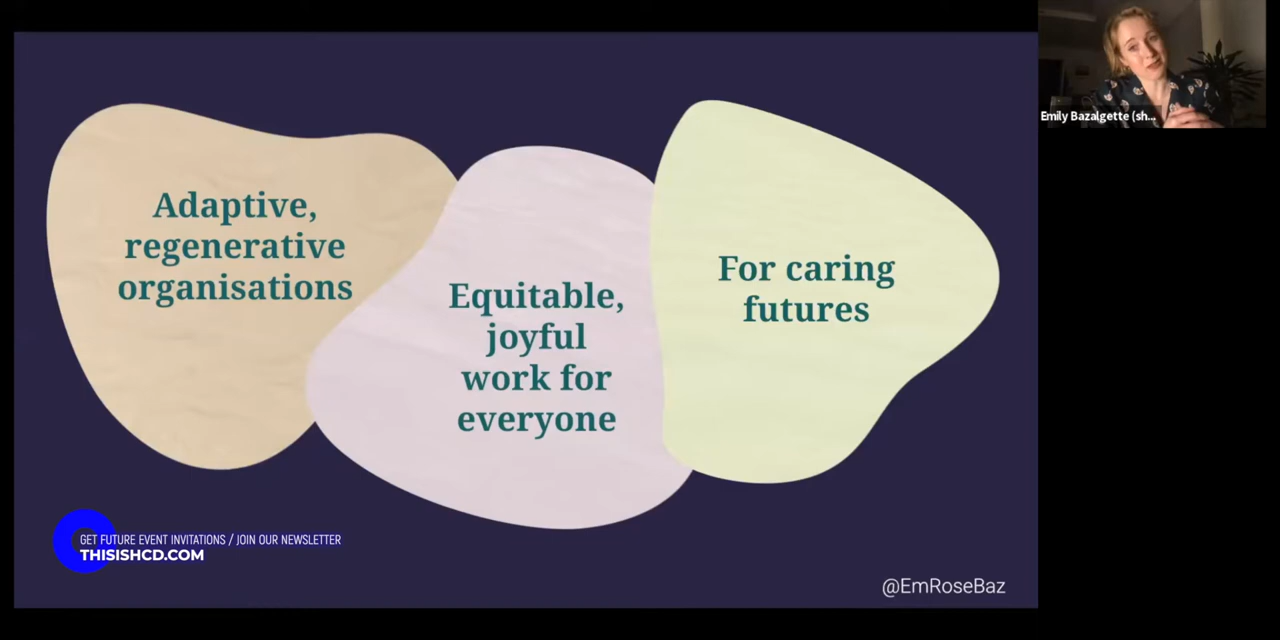 Emily Bazalgette (sh...
Adaptive,
regenerative
organisations
Equitable,
joyful
work for
everyone
For caring
futures
GET FUTURE EVENT INVITATIONS / JOIN OUR NEWSLETTER
THISISHCD.COM
@EmRoseBaz